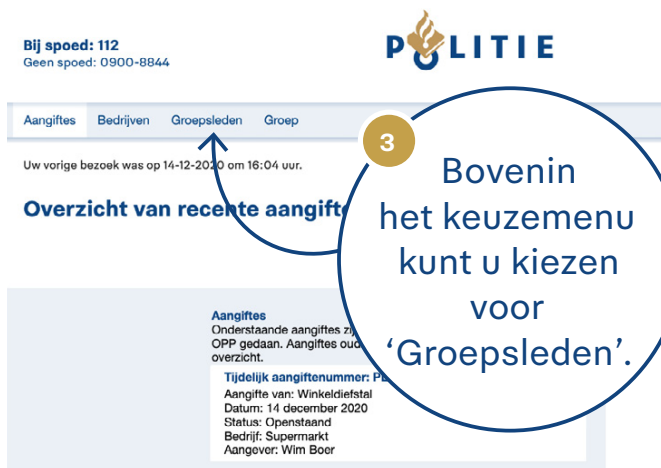 Bij spoed: 112
Geen spoed: 0900-8844
POLITIE
Aangiftes Bedrijven Groepsleden Groep
Uw vorige bezoek was op 14-12-2020 om 16:04 uur.
Overzicht van recente
3
Bovenin
het keuzemenu
kunt u kiezen
voor
‘Groepsleden’.
Aangiftes
Onderstaande aangiftes
OPP gedaan. Aangiftes
overzicht.
Tijdelijk aangiftenummer:
Aangifte van: Winkeldiefstal
Datum: 14 december 2020
Status: Openstaand
Bedrijf: Supermarkt
Aangever: Wim Boer